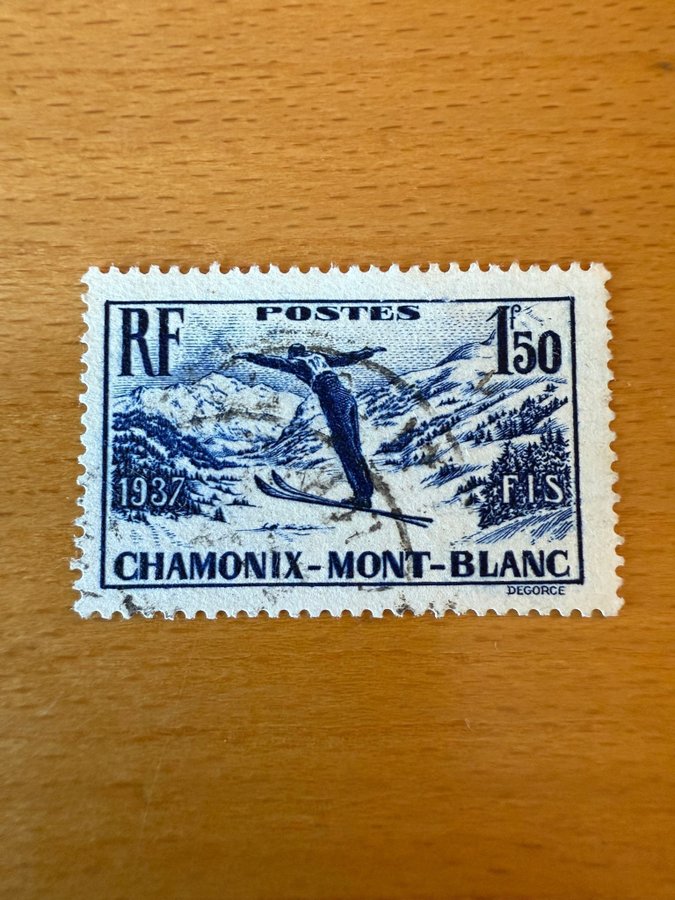 POSTES
RF
1f50
1937
FIS
CHAMONIX-MONT-BLANC
DEGORCE